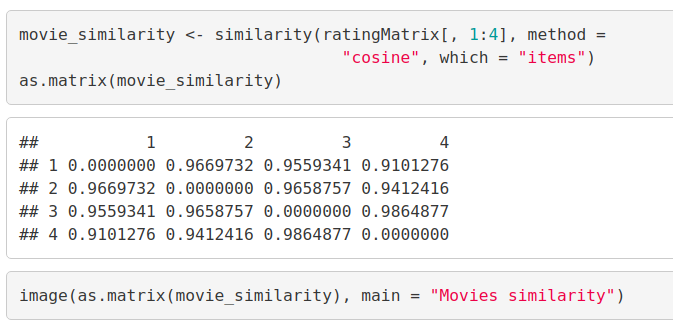 movie_similarity <- similarity(ratingMatrix[, 1:4], method =
                                 "cosine", which = "items")
as.matrix(movie_similarity)
##           1         2         3         4
## 1 0.0000000 0.9669732 0.9559341 0.9101276
## 2 0.9669732 0.0000000 0.9658757 0.9412416
## 3 0.9559341 0.9658757 0.0000000 0.9864877
## 4 0.9101276 0.9412416 0.9864877 0.0000000
image(as.matrix(movie_similarity), main = "Movies similarity")